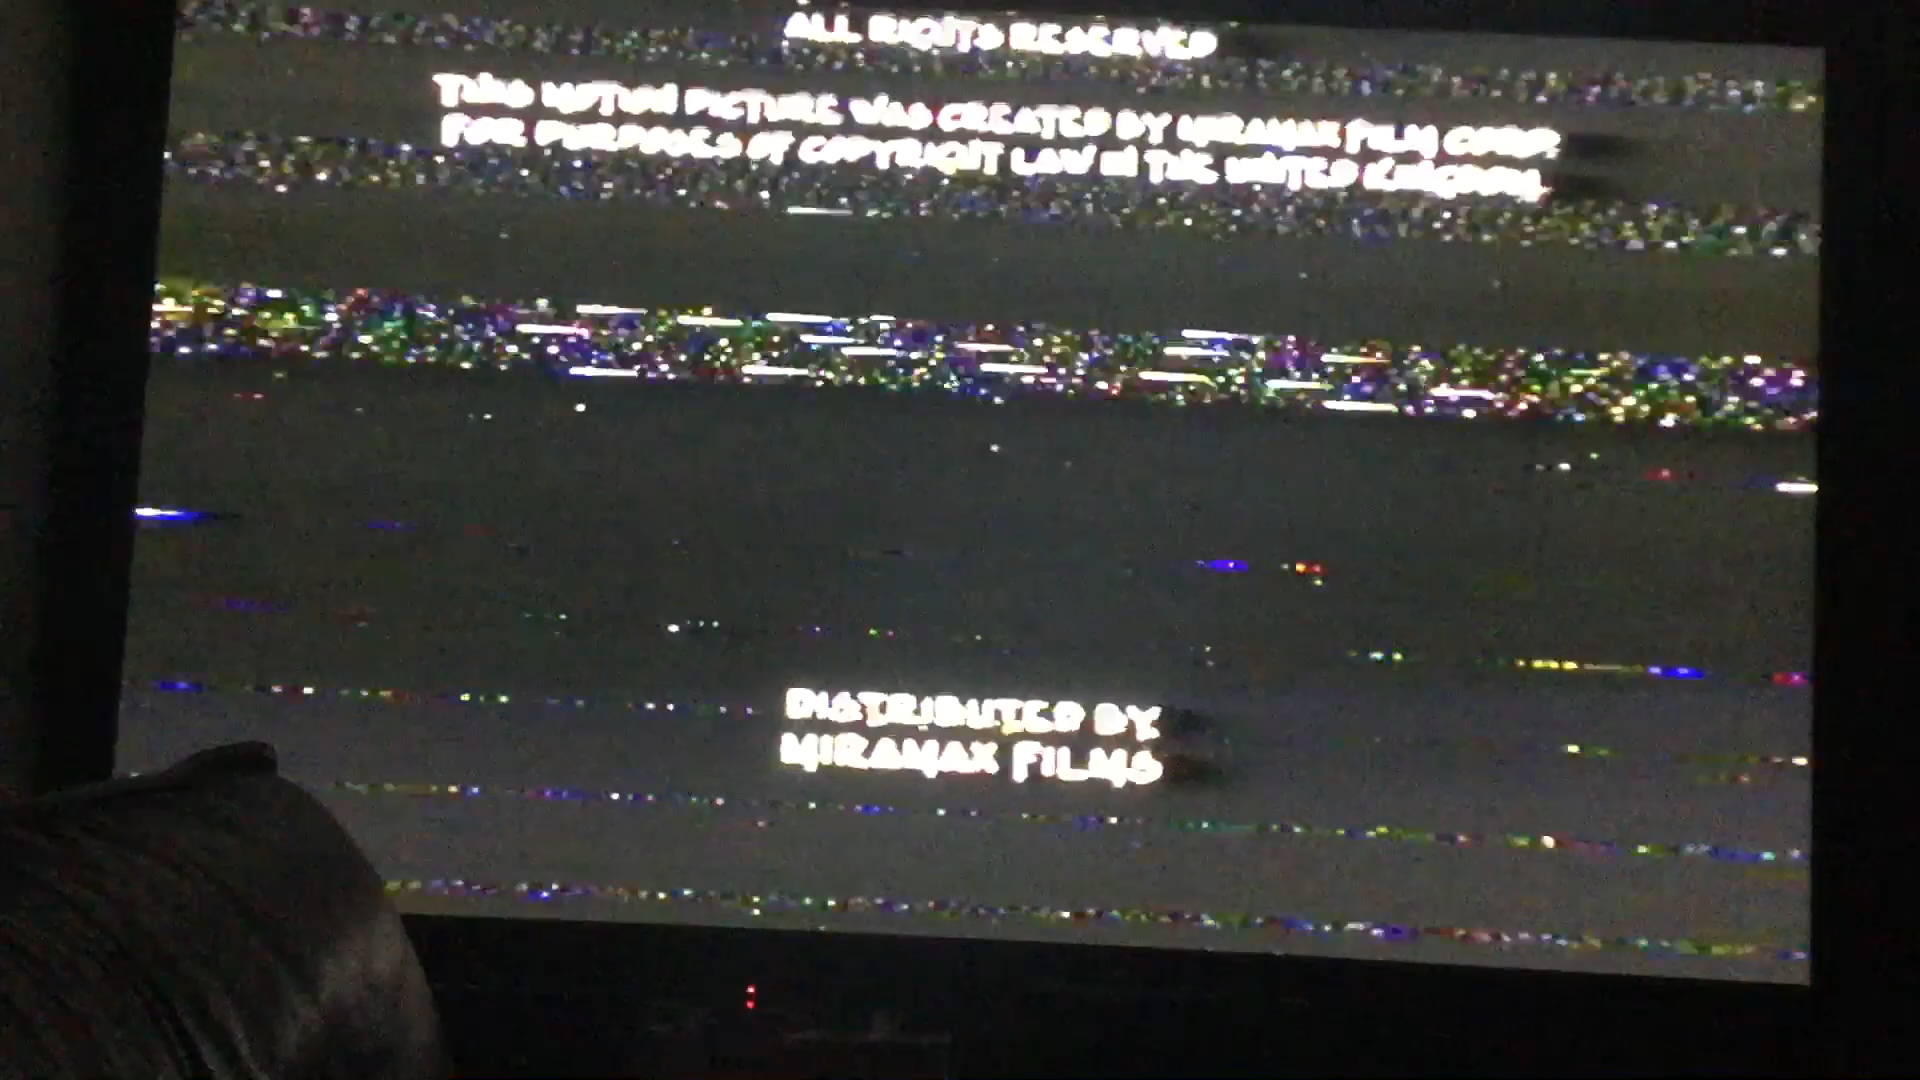 ALL RIGHTS RESERVED
THIS MOTION PICTURE WAS CREATED BY MIRAMAX FILM CORP.
FOR PURPOSES OF COPYRIGHT LAW IN THE UNITED KINGDOM.
DISTRIBUTED BY
MIRAMAX FILMS